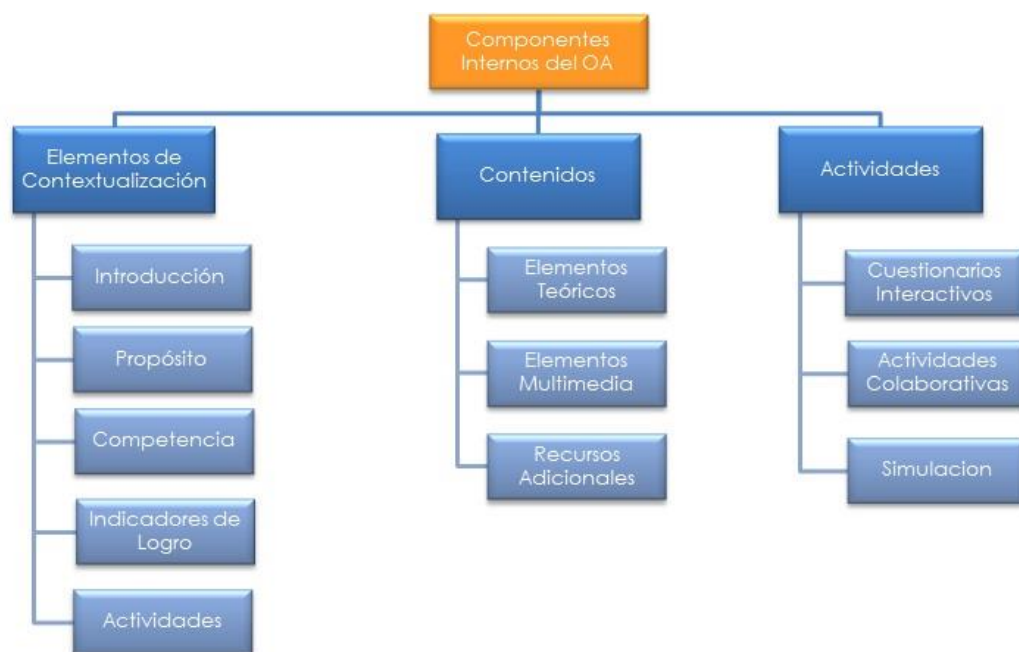 Componentes
Internos del OA
Elementos de
Contextualización
Introducción
Propósito
Competencia
Indicadores de
Logro
Actividades
Contenidos
Elementos
Teóricos
Elementos
Multimedia
Recursos
Adicionales
Actividades
Cuestionarios
Interactivos
Actividades
Colaborativas
Simulacion